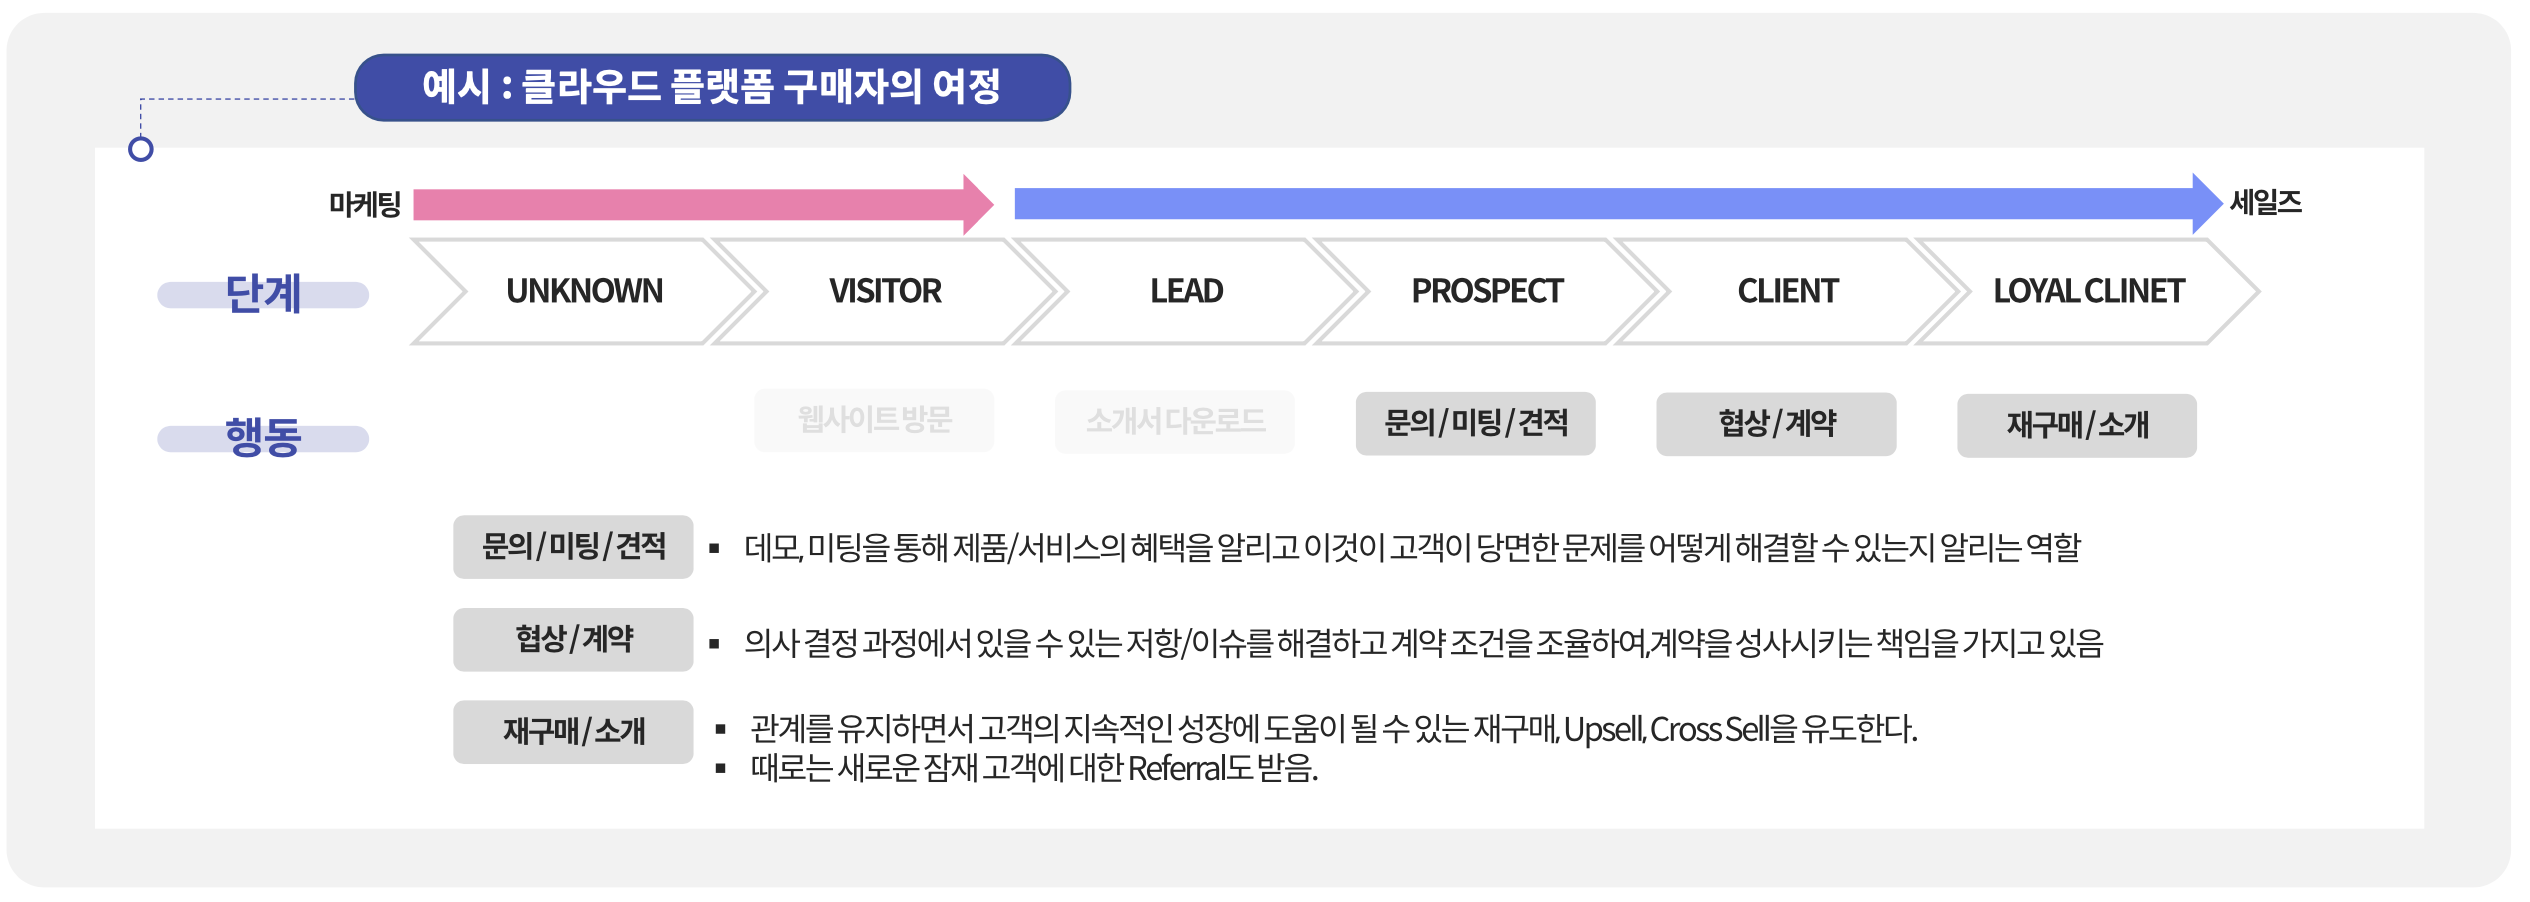 예시 : 클라우드 플랫폼 구매자의 여정
마케팅
세일즈
단계
UNKNOWN
VISITOR
LEAD
PROSPECT
CLIENT
LOYAL CLINET
행동
웹사이트 방문
소개서 다운로드
문의 / 미팅 / 견적
협상 / 계약
재구매 / 소개
문의 / 미팅 / 견적
▪ 데모, 미팅을 통해 제품/서비스의 혜택을 알리고 이것이 고객이 당면한 문제를 어떻게 해결할 수 있는지 알리는 역할
협상 / 계약
▪ 의사 결정 과정에서 있을 수 있는 저항/이슈를 해결하고 계약 조건을 조율하여,계약을 성사시키는 책임을 가지고 있음
재구매 / 소개
▪ 관계를 유지하면서 고객의 지속적인 성장에 도움이 될 수 있는 재구매, Upsell, Cross Sell을 유도한다.
▪ 때로는 새로운 잠재 고객에 대한 Referral도 받음.